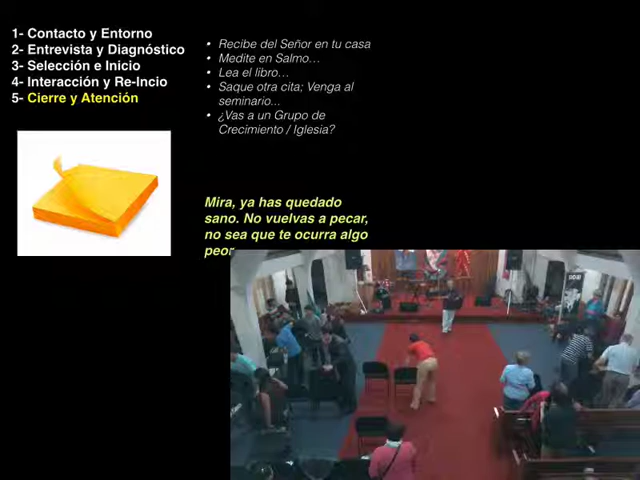 1- Contacto y Entorno
2- Entrevista y Diagnóstico
3- Selección e Inicio
4- Interacción y Re-Incio
5- Cierre y Atención
• Recibe del Señor en tu casa
• Medite en Salmo…
• Lea el libro…
• Saque otra cita; Venga al
seminario...
• ¿Vas a un Grupo de
Crecimiento / Iglesia?
Mira, ya has quedado
sano. No vuelvas a pecar,
no sea que te ocurra algo
peor